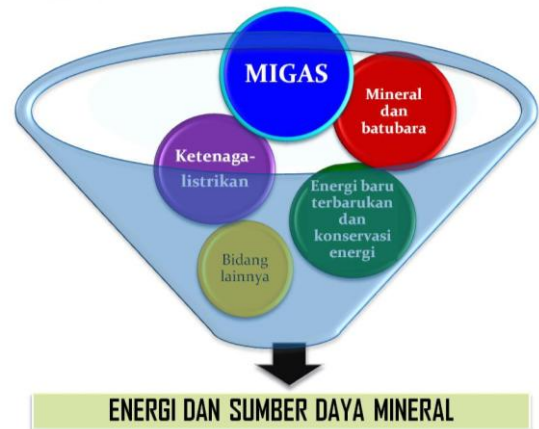 MIGAS
Mineral
dan
batubara
Ketenaga-
listrikan
Energi baru
terbarukan
dan
konservasi
energi
Bidang
lainnya
ENERGI DAN SUMBER DAYA MINERAL